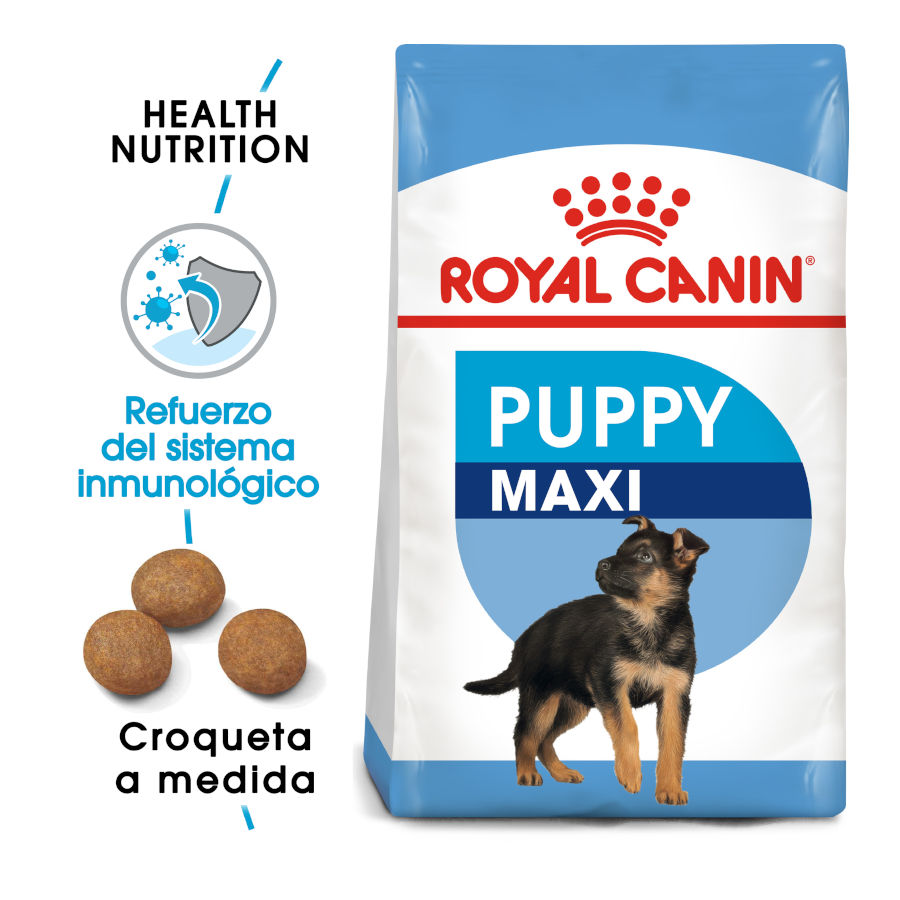 HEALTH
NUTRITION
Refuerzo
del sistema
inmunológico
Croqueta
a medida
ROYAL CANIN®
PUPPY
MAXI